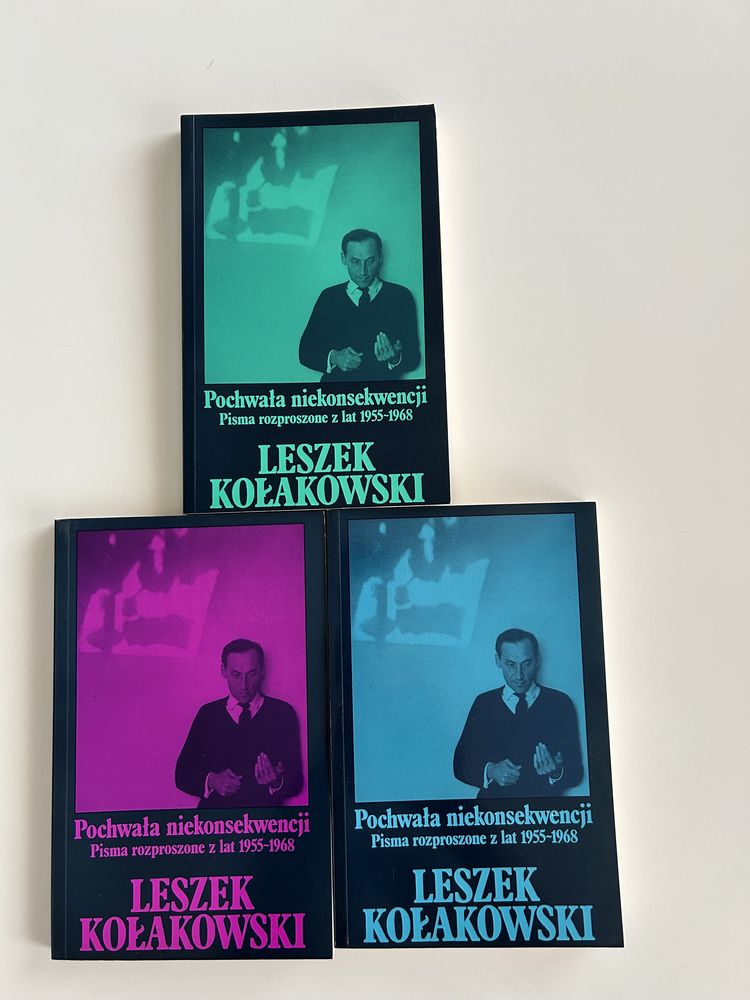 Pochwała niekonsekwencji
Pisma rozproszone z lat 1955-1968
LESZEK
KOŁAKOWSKI
Pochwała niekonsekwencji
Pisma rozproszone z lat 1955-1968
LESZEK
KOŁAKOWSKI
Pochwała niekonsekwencji
Pisma rozproszone z lat 1955-1968
LESZEK
KOŁAKOWSKI